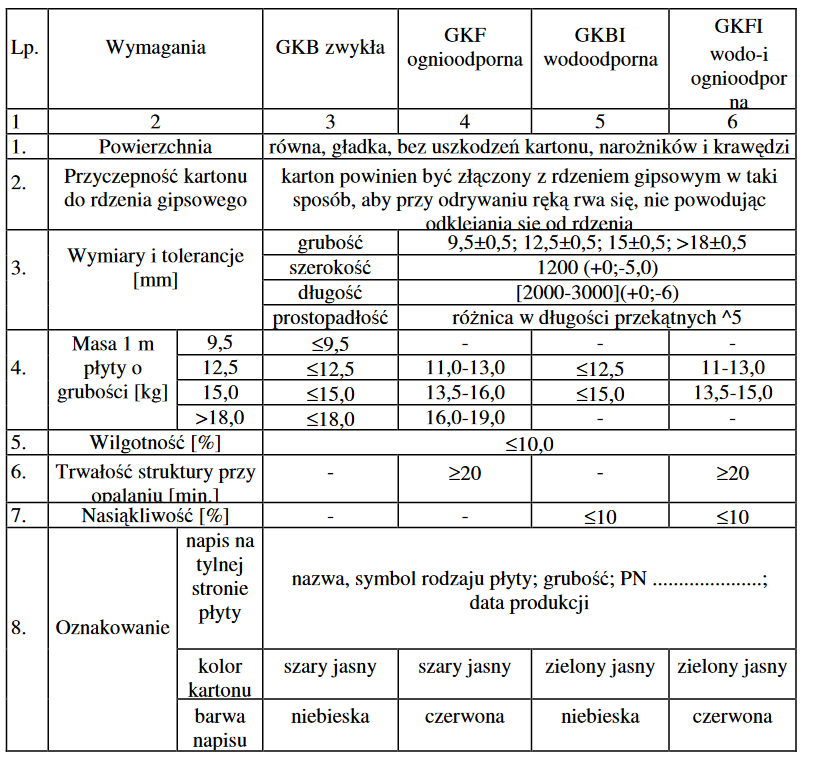 Lp. Wymagania GKB zwykła GKF ognioodporna GKBI wodoodporna GKFI wodo-i ognioodpor na
1 2 3 4 5 6
1. Powierzchnia równa, gładka, bez uszkodzeń kartonu, narożników i krawędzi
2. Przyczepność kartonu do rdzenia gipsowego karton powinien być złączony z rdzeniem gipsowym w taki
sposób, aby przy odrywaniu ręką rwa się, nie powodując
odklejania się od rdzenia
3. Wymiary i tolerancje [mm] grubość 9,5±0,5; 12,5±0,5; 15±0,5; >18±0,5
szerokość 1200 (+0;-5,0)
długość [2000-3000](+0;-6)
prostopadłość różnica w długości przekątnych ^5
4. Masa 1 m płyty o grubości [kg] 9,5 ≤9,5 - - -
12,5 ≤12,5 11,0-13,0 ≤12,5 11-13,0
15,0 ≤15,0 13,5-16,0 ≤15,0 13,5-15,0
>18,0 ≤18,0 16,0-19,0 - -
5. Wilgotność [%] ≤10,0
6. Trwałość struktury przy opalaniu [min.] - ≥20 - ≥20
7. Nasiąkliwość [%] - - ≤10 ≤10
8. Oznakowanie napis na tylnej stronie płyty nazwa, symbol rodzaju płyty; grubość; PN .....................;
data produkcji
kolor kartonu szary jasny szary jasny zielony jasny zielony jasny
barwa napisu niebieska czerwona niebieska czerwona